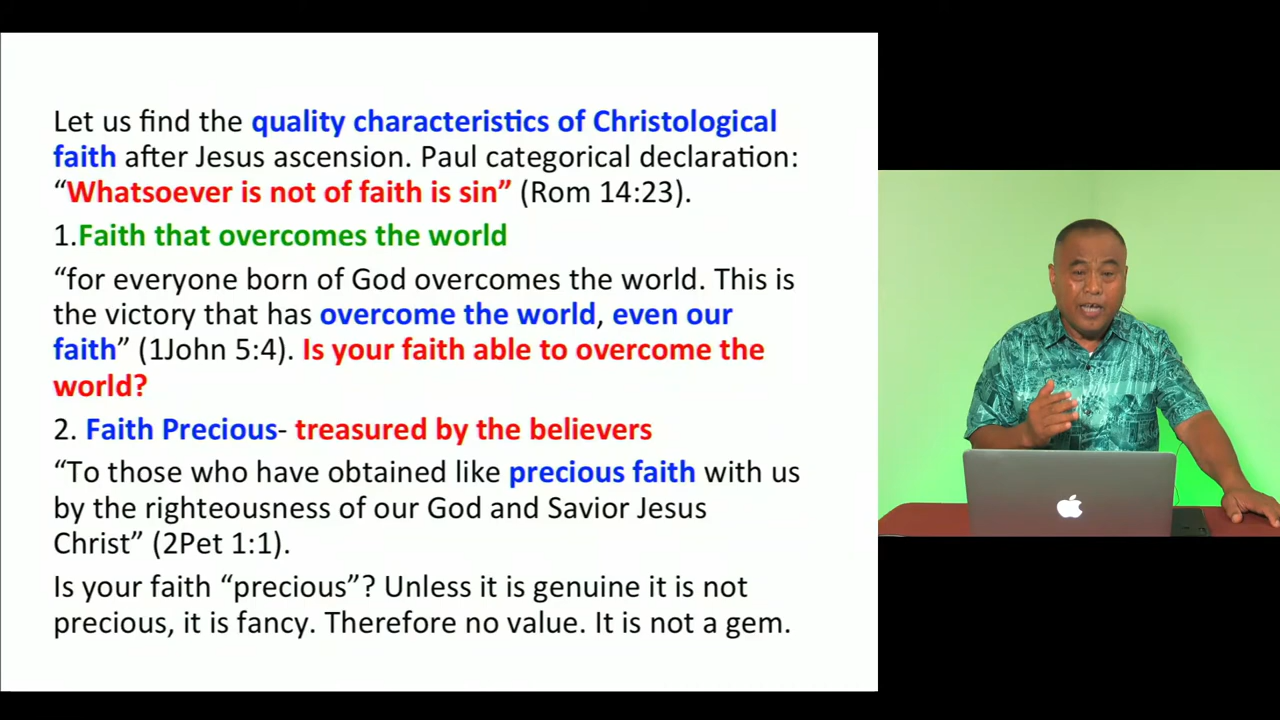 Let us find the quality characteristics of Christological
faith after Jesus ascension. Paul categorical declaration:
“Whatsoever is not of faith is sin” (Rom 14:23).
1.Faith that overcomes the world
“for everyone born of God overcomes the world. This is
the victory that has overcome the world, even our
faith” (1John 5:4). Is your faith able to overcome the
world?
2. Faith Precious- treasured by the believers
“To those who have obtained like precious faith with us
by the righteousness of our God and Savior Jesus
Christ” (2Pet 1:1).
Is your faith “precious”? Unless it is genuine it is not
precious, it is fancy. Therefore no value. It is not a gem.